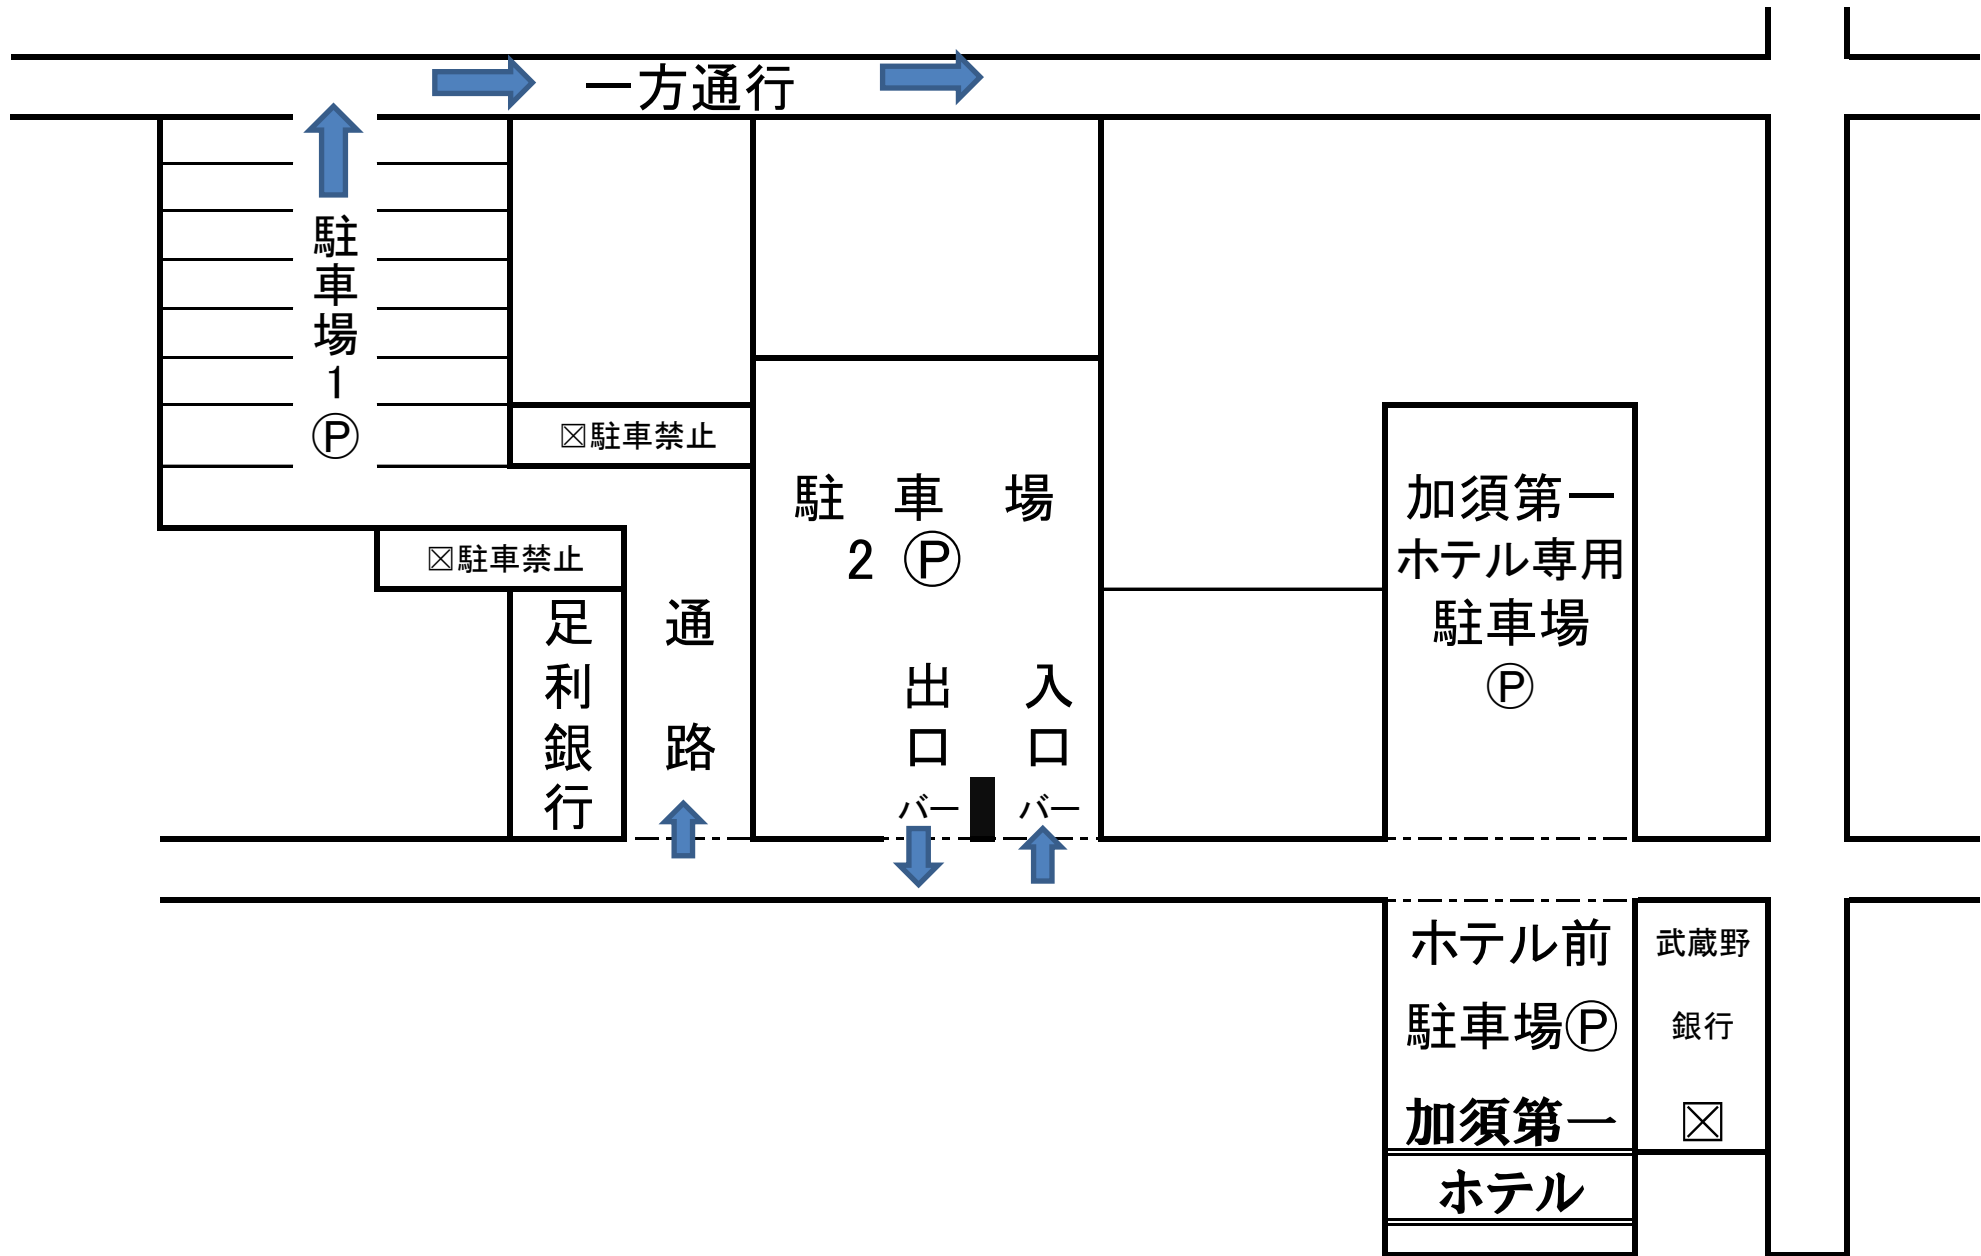 一方通行
駐車場1
Ⓟ
☒駐車禁止
☒駐車禁止
足利銀行
通路
駐車場
2 Ⓟ
出口
バー
入口
バー
加須第一
ホテル専用
駐車場
Ⓟ
ホテル前
駐車場Ⓟ
加須第一
ホテル
武蔵野
銀行
☒